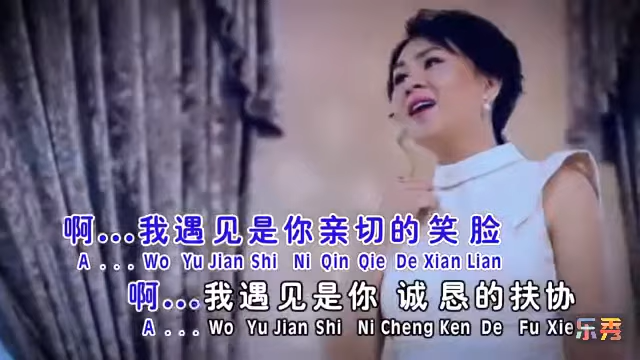 啊...我遇见是你亲切的笑脸
A ... Wo Yu Jian Shi Ni Qin Qie De Xian Lian
啊...我遇见是你 诚恳的扶协
A ... Wo Yu Jian Shi Ni Cheng Ken De Fu Xie
乐秀